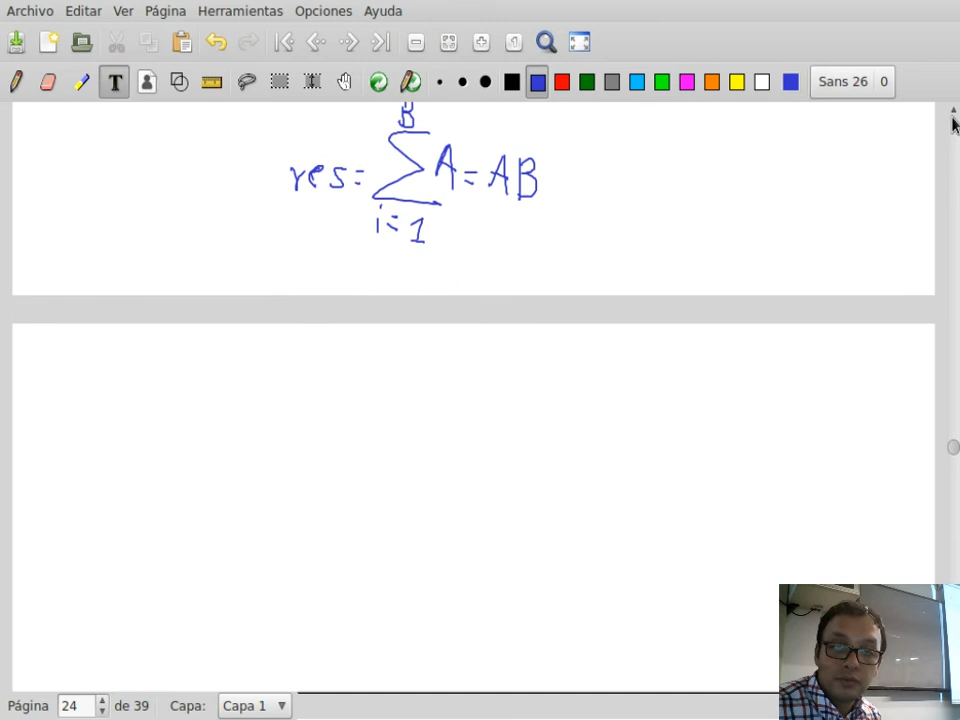 Archivo Editar Ver Página Herramientas Opciones Ayuda
T Sans 26 0
B
res = ∑ A = AB
i = 1
Página 24 de 39 Capa: Capa 1